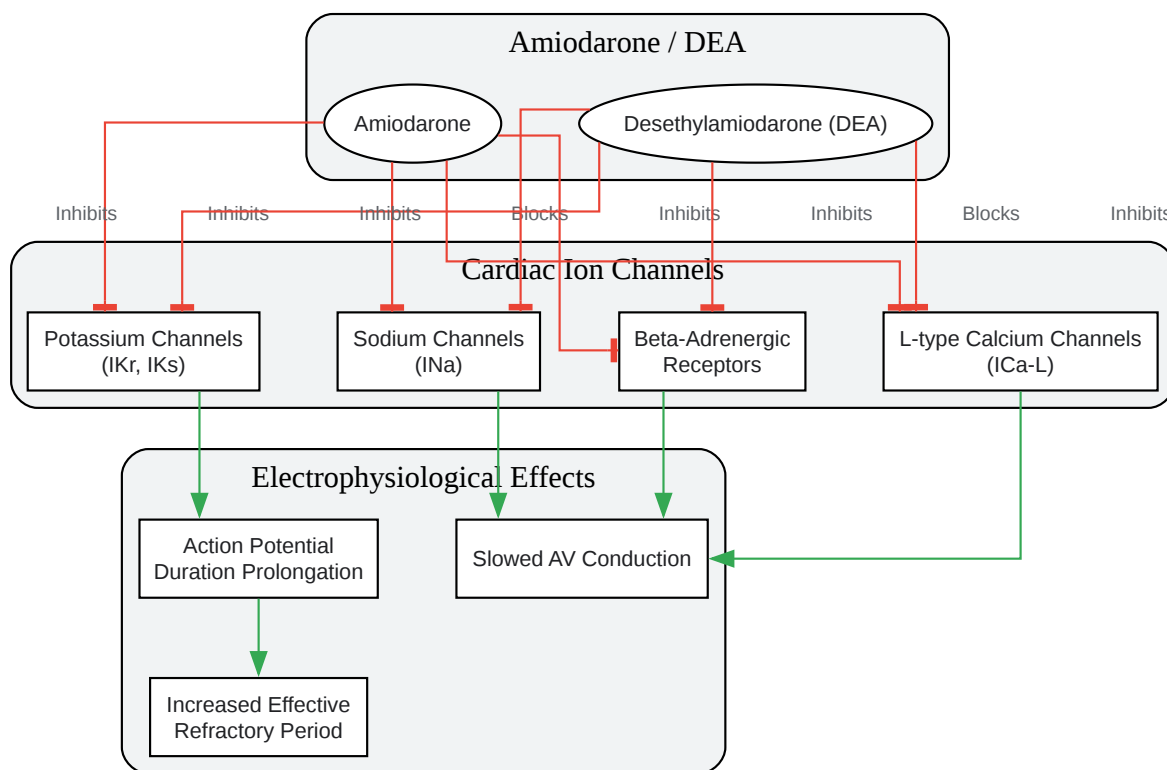 Amiodarone / DEA
Amiodarone
Desethylamiodarone (DEA)
Inhibits
Inhibits
Inhibits
Blocks
Inhibits
Inhibits
Blocks
Inhibits
Cardiac Ion Channels
Potassium Channels
(IKr, IKs)
Sodium Channels
(INa)
Beta-Adrenergic
Receptors
L-type Calcium Channels
(ICa-L)
Electrophysiological Effects
Action Potential
Duration Prolongation
Slowed AV Conduction
Increased Effective
Refractory Period